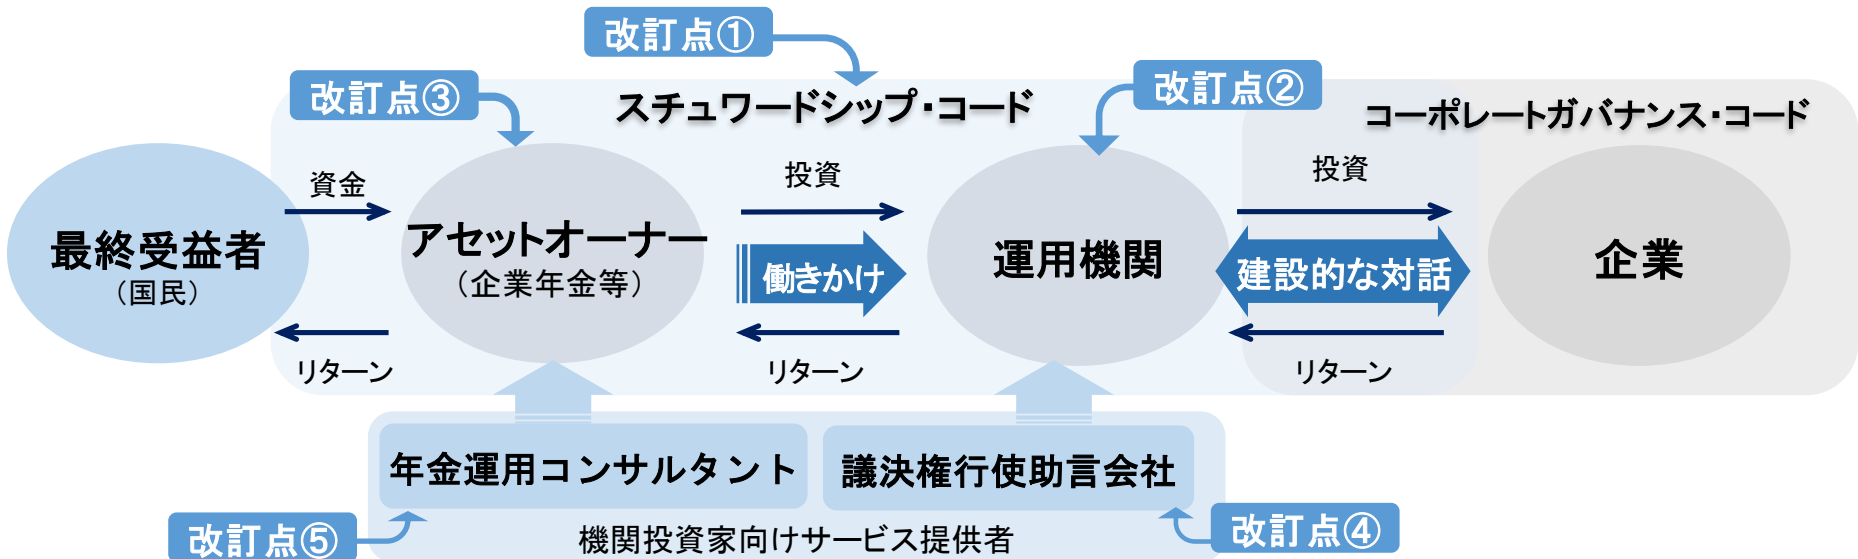 改訂点①
改訂点③
改訂点②
スチュワードシップ・コード
コーポレートガバナンス・コード
資金
投資
投資
最終受益者
（国民）
アセットオーナー
（企業年金等）
働きかけ
運用機関
建設的な対話
企業
リターン
リターン
リターン
年金運用コンサルタント
議決権行使助言会社
改訂点⑤
機関投資家向けサービス提供者
改訂点④